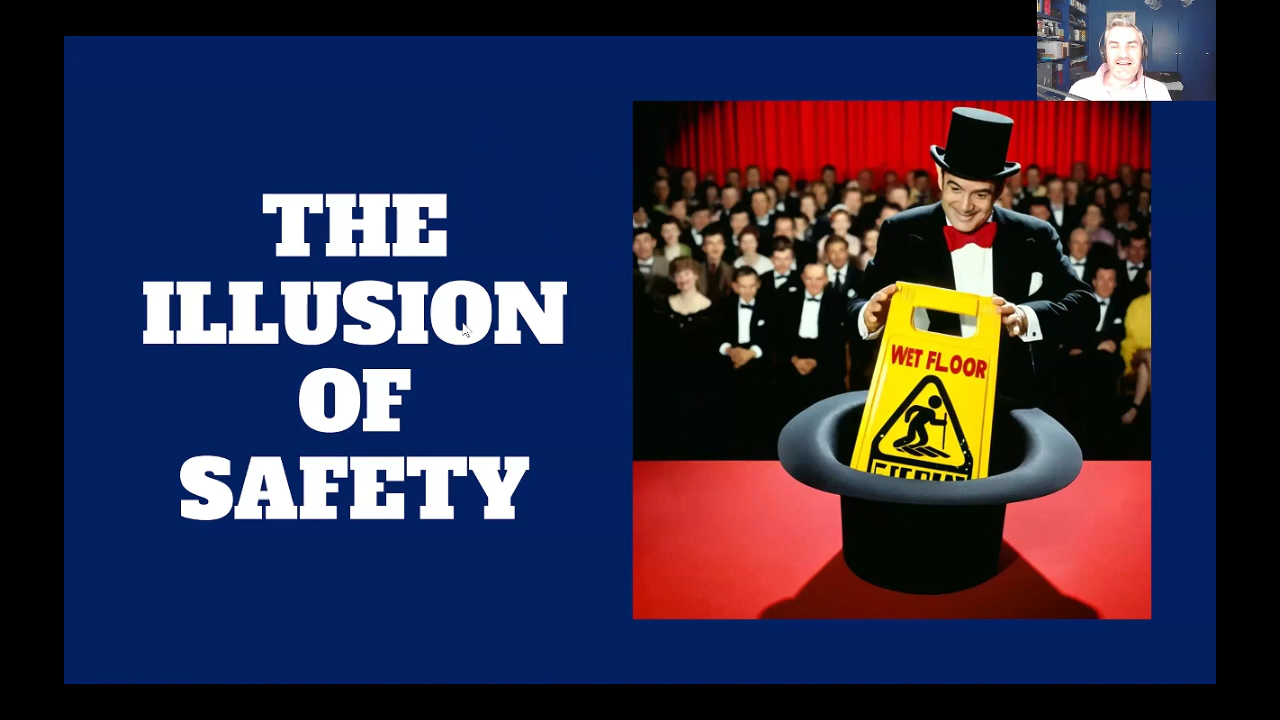 THE
ILLUSION
OF
SAFETY
WET FLOOR